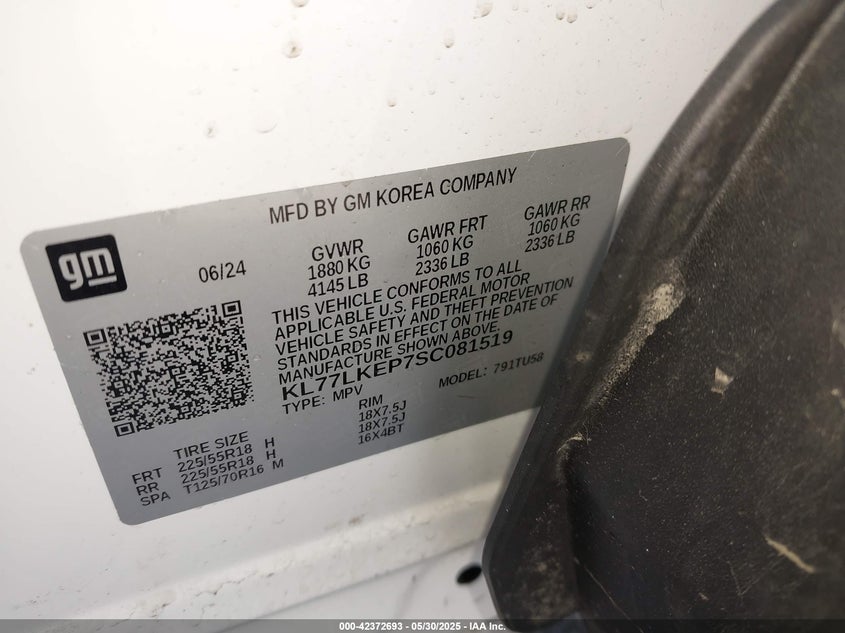 MFD BY GM KOREA COMPANY
gm
06/24
GVWR
1880 KG
4145 LB
GAWR FRT
1060 KG
2336 LB
GAWR RR
1060 KG
2336 LB
THIS VEHICLE CONFORMS TO ALL
APPLICABLE U.S. FEDERAL MOTOR
VEHICLE SAFETY AND THEFT PREVENTION
STANDARDS IN EFFECT ON THE DATE OF
MANUFACTURE SHOWN ABOVE.
KL77LKEP7SC081519
TYPE: MPV
MODEL: 791TU58
TIRE SIZE
RIM
FRT 225/55R18 H 18X7.5J
RR 225/55R18 H 18X7.5J
SPA T125/70R16 M 16X4BT
000-42372693 - 05/30/2025 - IAA Inc.